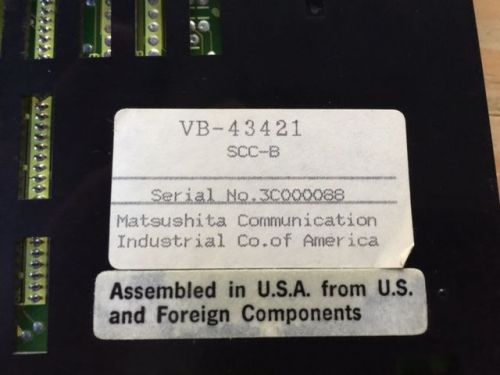 VB-43421
SCC-B
Serial No.3C000088
Matsushita Communication
Industrial Co.of America
Assembled in U.S.A. from U.S.
and Foreign Components